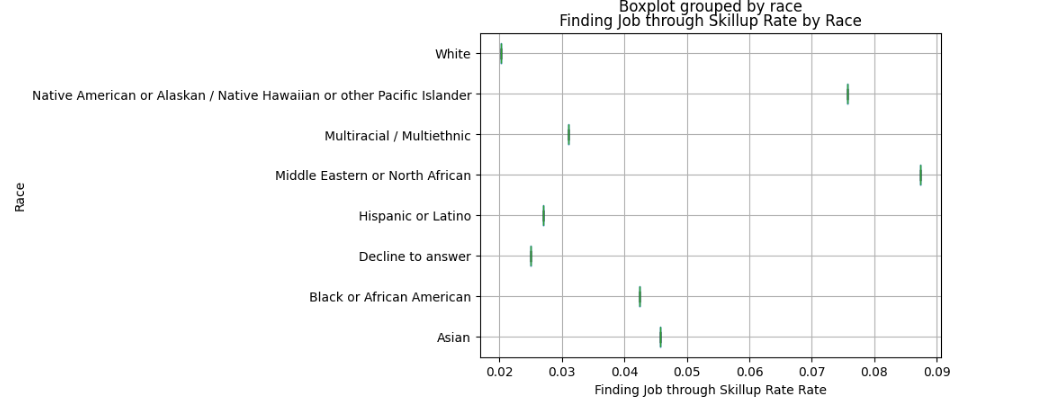 Boxplot grouped by race
Finding Job through Skillup Rate by Race
White
Native American or Alaskan / Native Hawaiian or other Pacific Islander
Multiracial / Multiethnic
Middle Eastern or North African
Race
Hispanic or Latino
Decline to answer
Black or African American
Asian
0.02 0.03 0.04 0.05 0.06 0.07 0.08 0.09
Finding Job through Skillup Rate Rate